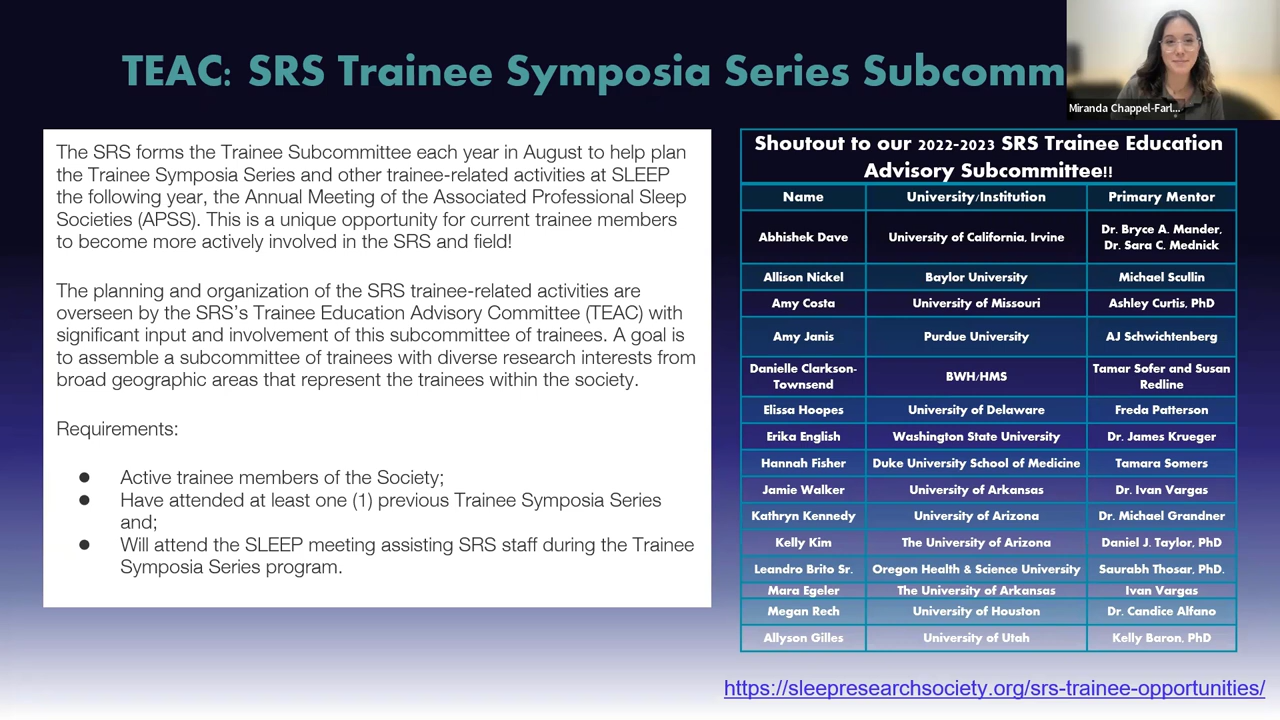 TEAC: SRS Trainee Symposia Series Subcomm
Miranda Chappel-Farl...
The SRS forms the Trainee Subcommittee each year in August to help plan
the Trainee Symposia Series and other trainee-related activities at SLEEP
the following year, the Annual Meeting of the Associated Professional Sleep
Societies (APSS). This is a unique opportunity for current trainee members
to become more actively involved in the SRS and field!
The planning and organization of the SRS trainee-related activities are
overseen by the SRS's Trainee Education Advisory Committee (TEAC) with
significant input and involvement of this subcommittee of trainees. A goal is
to assemble a subcommittee of trainees with diverse research interests from
broad geographic areas that represent the trainees within the society.
Requirements:
● Active trainee members of the Society;
● Have attended at least one (1) previous Trainee Symposia Series
and;
● Will attend the SLEEP meeting assisting SRS staff during the Trainee
Symposia Series program.
Shoutout to our 2022-2023 SRS Trainee Education
Advisory Subcommittee!!
Name University/Institution Primary Mentor
Abhishek Dave University of California, Irvine Dr. Bryce A. Mander,
Dr. Sara C. Mednick
Allison Nickel Baylor University Michael Scullin
Amy Costa University of Missouri Ashley Curtis, PhD
Amy Janis Purdue University AJ Schwichtenberg
Danielle Clarkson- BWH/HMS Tamar Sofer and Susan
Townsend Redline
Elissa Hoopes University of Delaware Freda Patterson
Erika English Washington State University Dr. James Krueger
Hannah Fisher Duke University School of Medicine Tamara Somers
Jamie Walker University of Arkansas Dr. Ivan Vargas
Kathryn Kennedy University of Arizona Dr. Michael Grandner
Kelly Kim The University of Arizona Daniel J. Taylor, PhD
Leandro Brito Sr. Oregon Health & Science University Saurabh Thosar, PhD.
Mara Egeler The University of Arkansas Ivan Vargas
Megan Rech University of Houston Dr. Candice Alfano
Allyson Gilles University of Utah Kelly Baron, PhD
https://sleepresearchsociety.org/srs-trainee-opportunities/